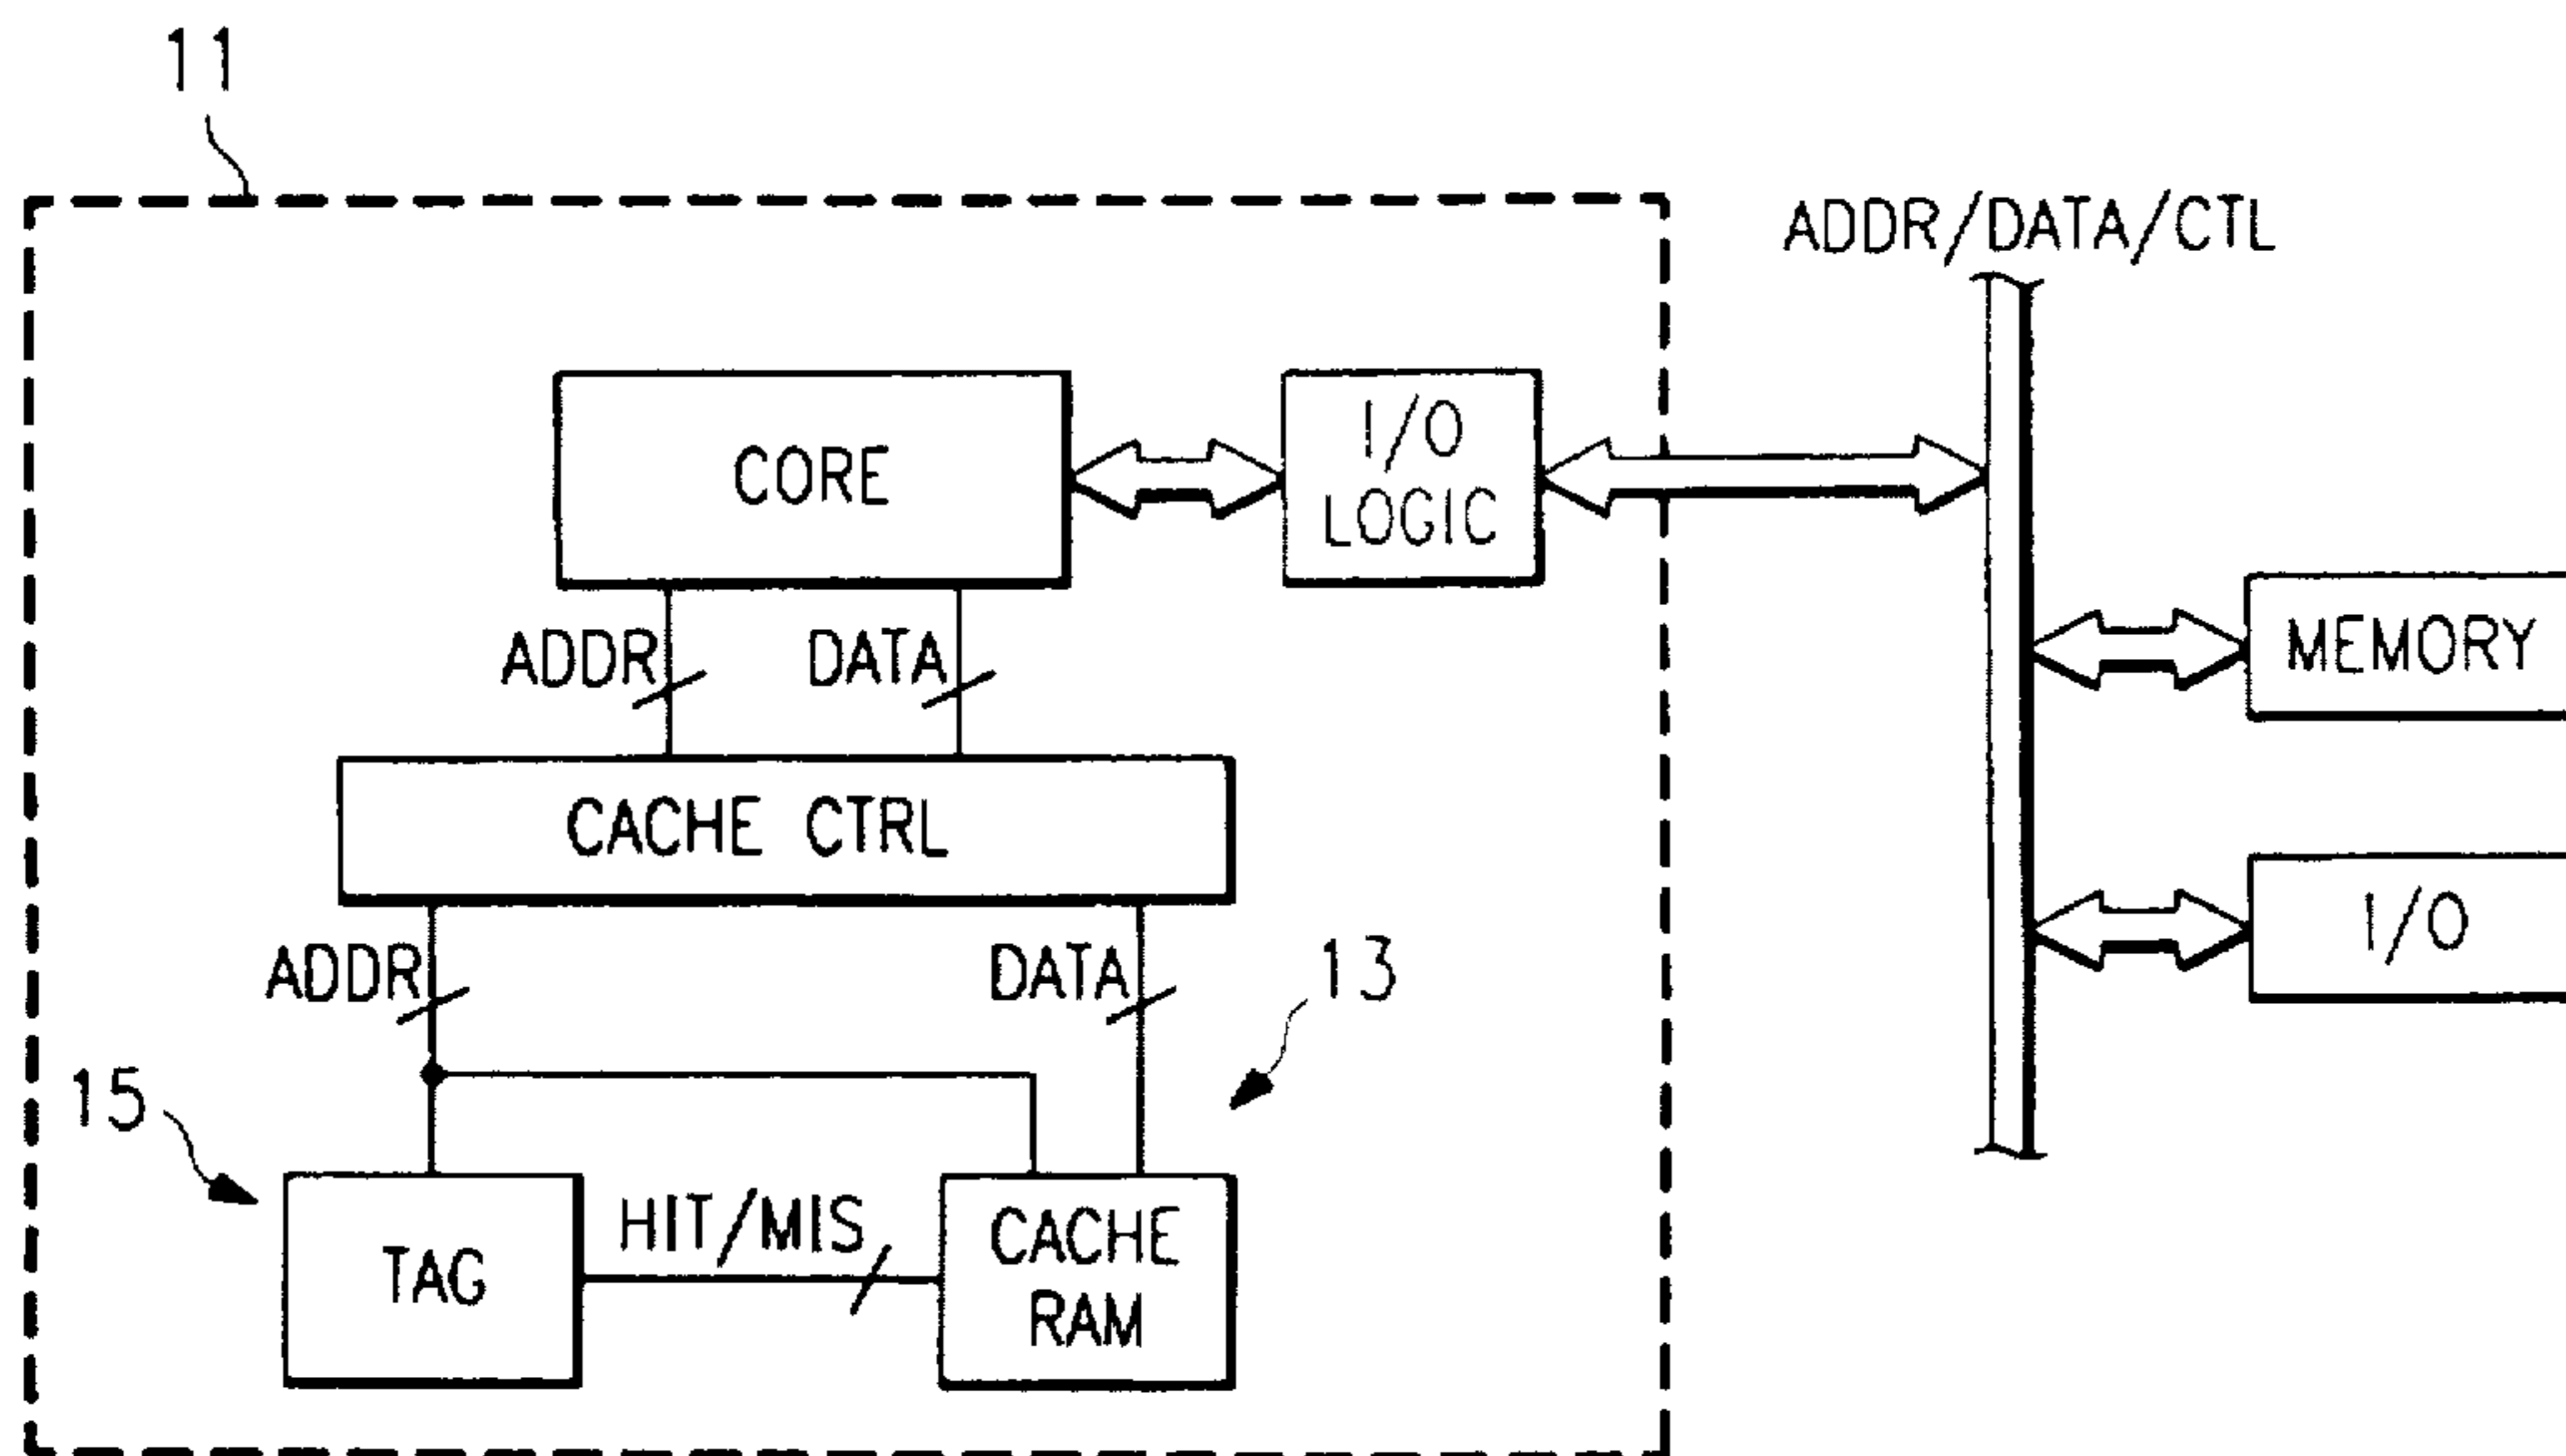 11
ADDR/DATA/CTL
CORE
I/O
LOGIC
ADDR
DATA
MEMORY
CACHE CTRL
I/O
ADDR
DATA
13
15
TAG
HIT/MIS
CACHE
RAM